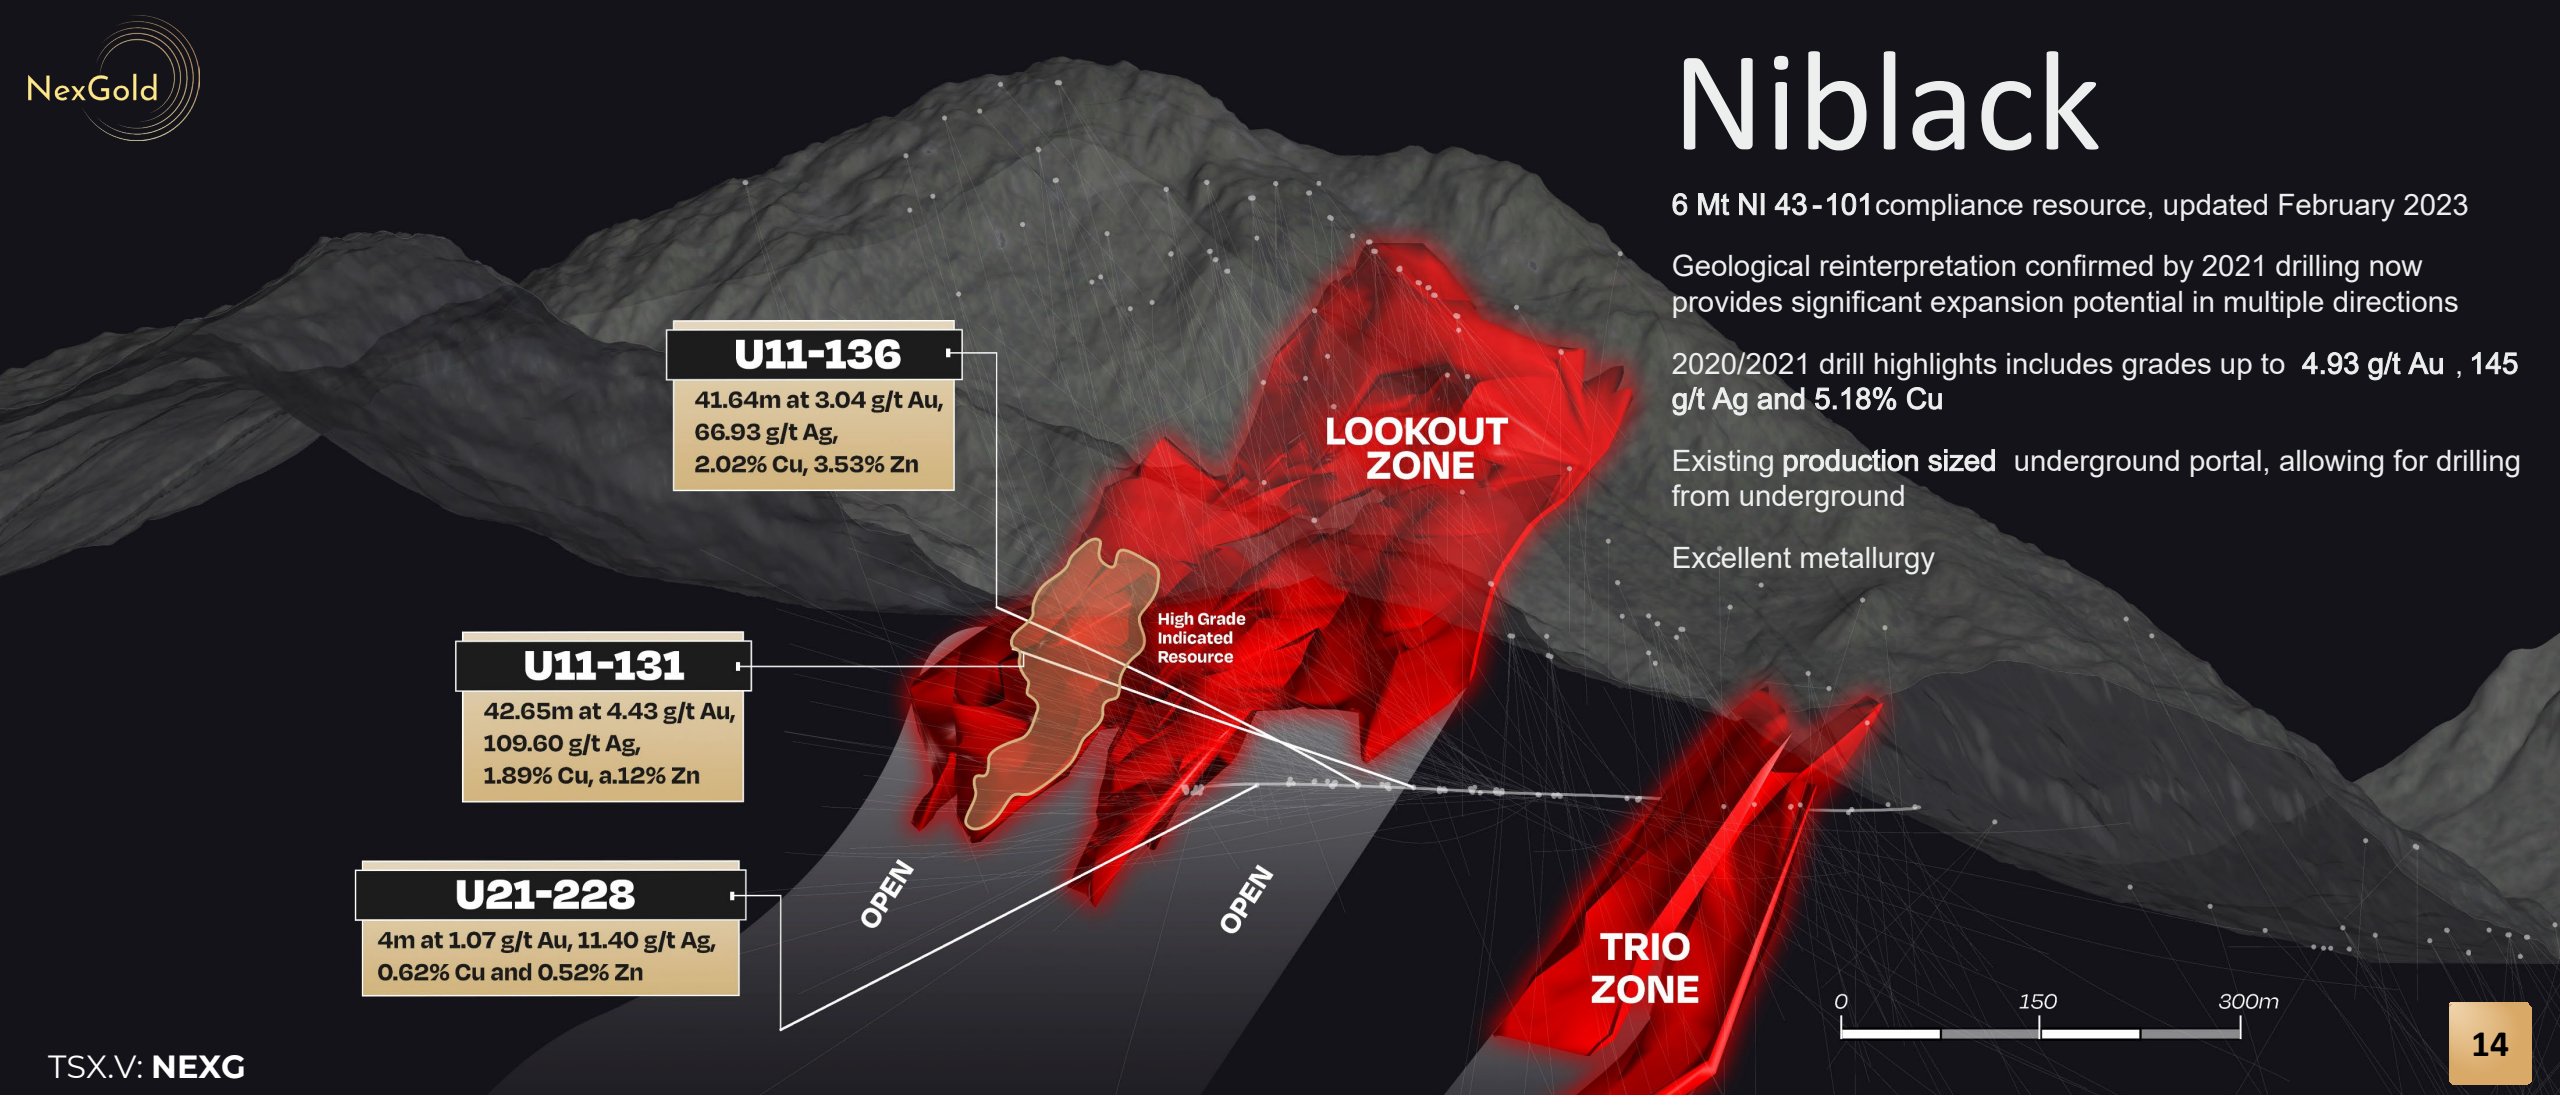 NexGold
Niblack
6 Mt NI 43-101compliance resource, updated February 2023
Geological reinterpretation confirmed by 2021 drilling now
provides significant expansion potential in multiple directions
2020/2021 drill highlights includes grades up to 4.93 g/t Au , 145
g/t Ag and 5.18% Cu
Existing production sized underground portal, allowing for drilling
from underground
Excellent metallurgy
U11-136
41.64m at 3.04 g/t Au,
66.93 g/t Ag,
2.02% Cu, 3.53% Zn
LOOKOUT
ZONE
High Grade
Indicated
Resource
U11-131
42.65m at 4.43 g/t Au,
109.60 g/t Ag,
1.89% Cu, a.12% Zn
U21-228
4m at 1.07 g/t Au, 11.40 g/t Ag,
0.62% Cu and 0.52% Zn
OPEN
OPEN
TRIO
ZONE
0 150 300m
TSX.V: NEXG
14